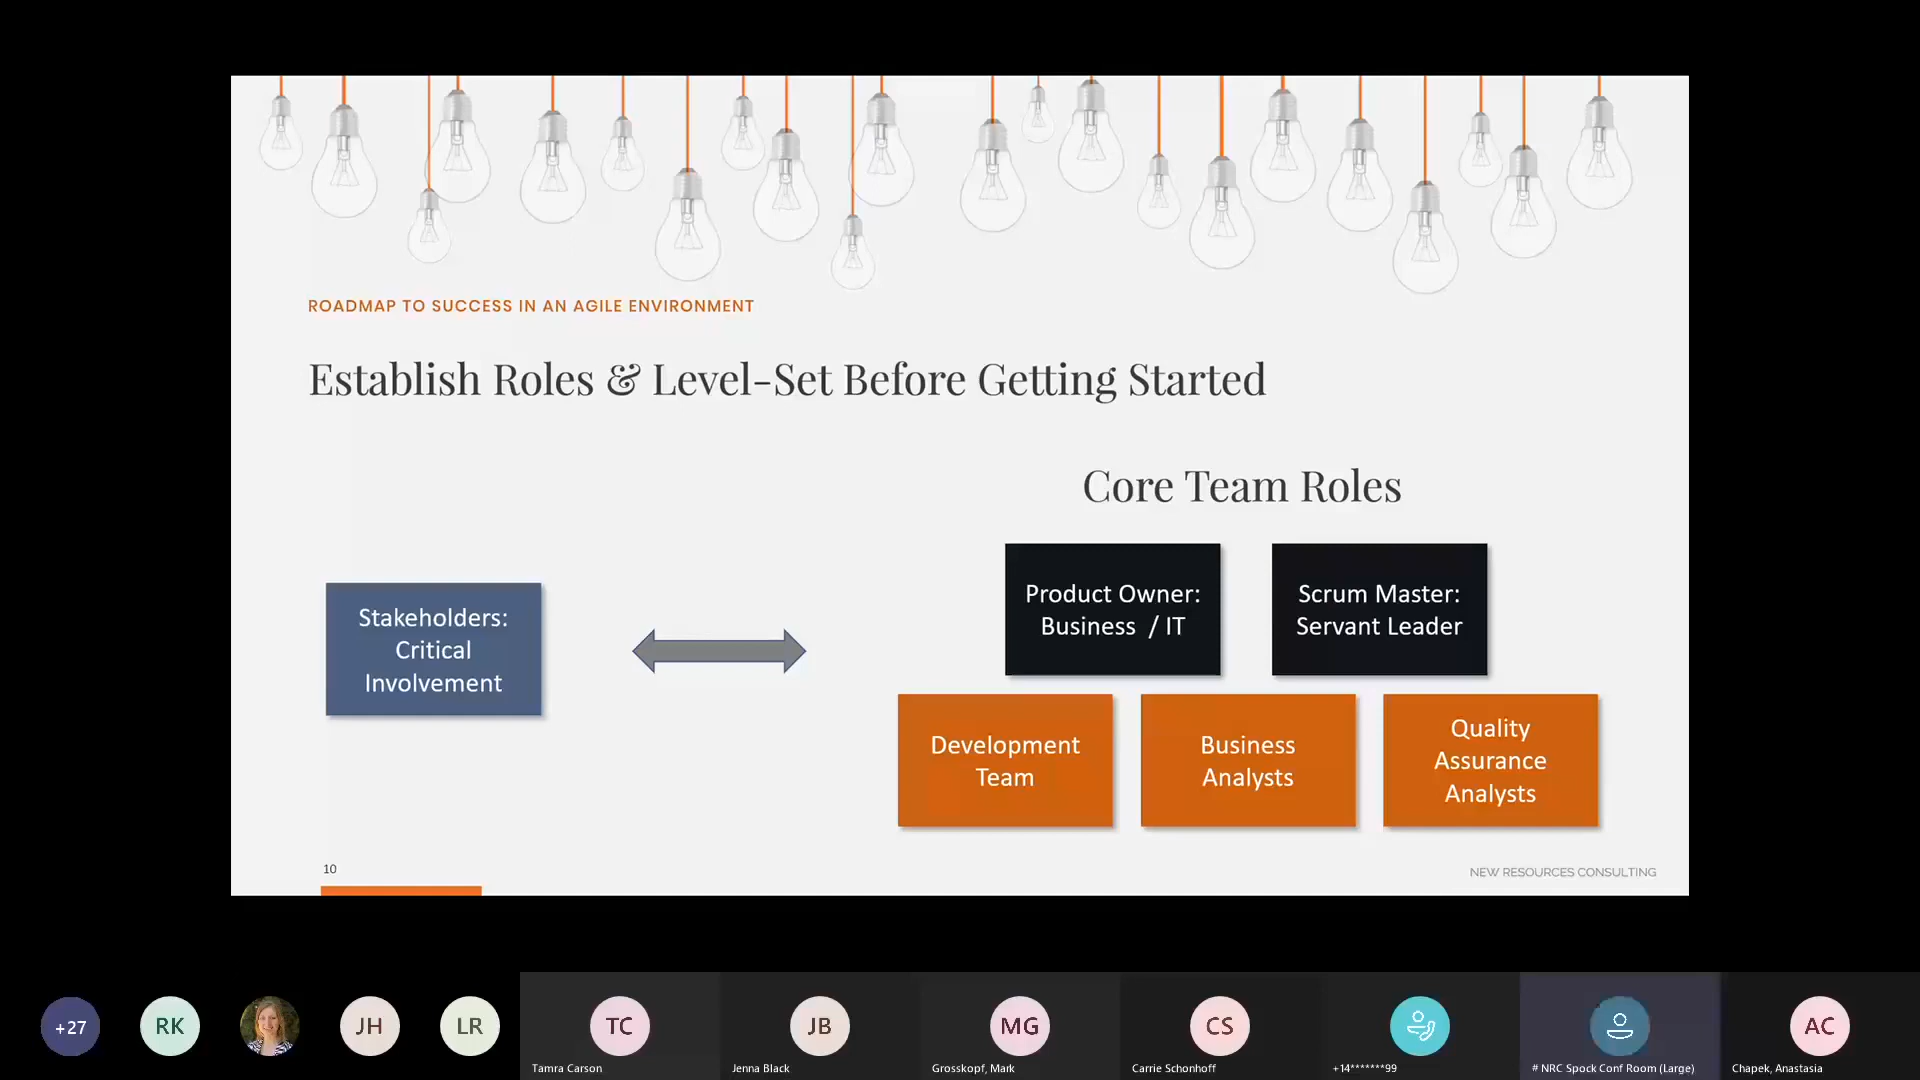 ROADMAP TO SUCCESS IN AN AGILE ENVIRONMENT
Establish Roles & Level-Set Before Getting Started
Core Team Roles
Stakeholders:
Critical
Involvement
Product Owner:
Business / IT
Scrum Master:
Servant Leader
Development
Team
Business
Analysts
Quality
Assurance
Analysts
10
NEW RESOURCES CONSULTING
+27
RK
JH
LR
TC
Tamra Carson
JB
Jenna Black
MG
Grosskopf, Mark
CS
Carrie Schonhoff
+14*******99
# NRC Spock Conf Room (Large)
AC
Chapek, Anastasia